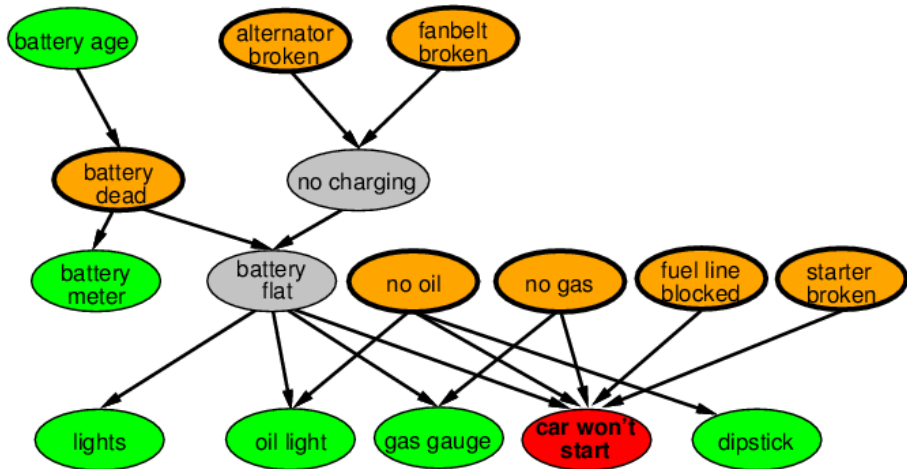 battery age
alternator
broken
fanbelt
broken
battery
dead
no charging
battery
meter
battery
flat
no oil
no gas
fuel line
blocked
starter
broken
lights
oil light
gas gauge
car won't
start
dipstick